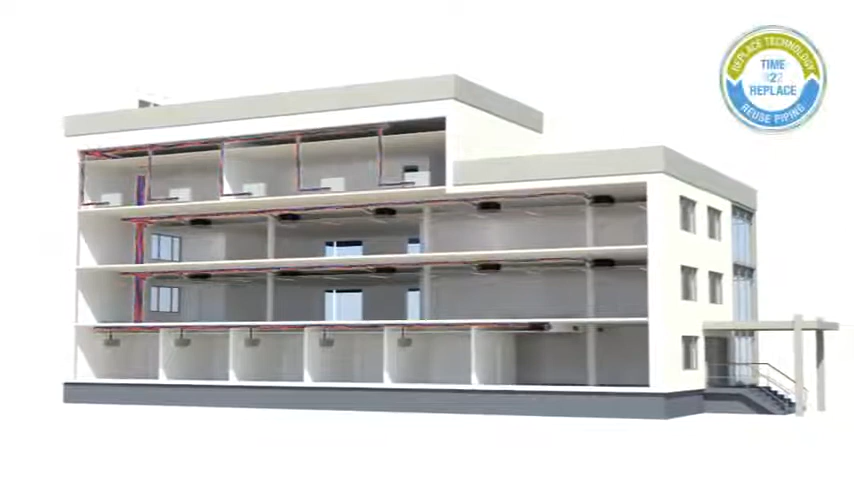 REPLACE TECHNOLOGY
TIME
2
REPLACE
REUSE PIPING